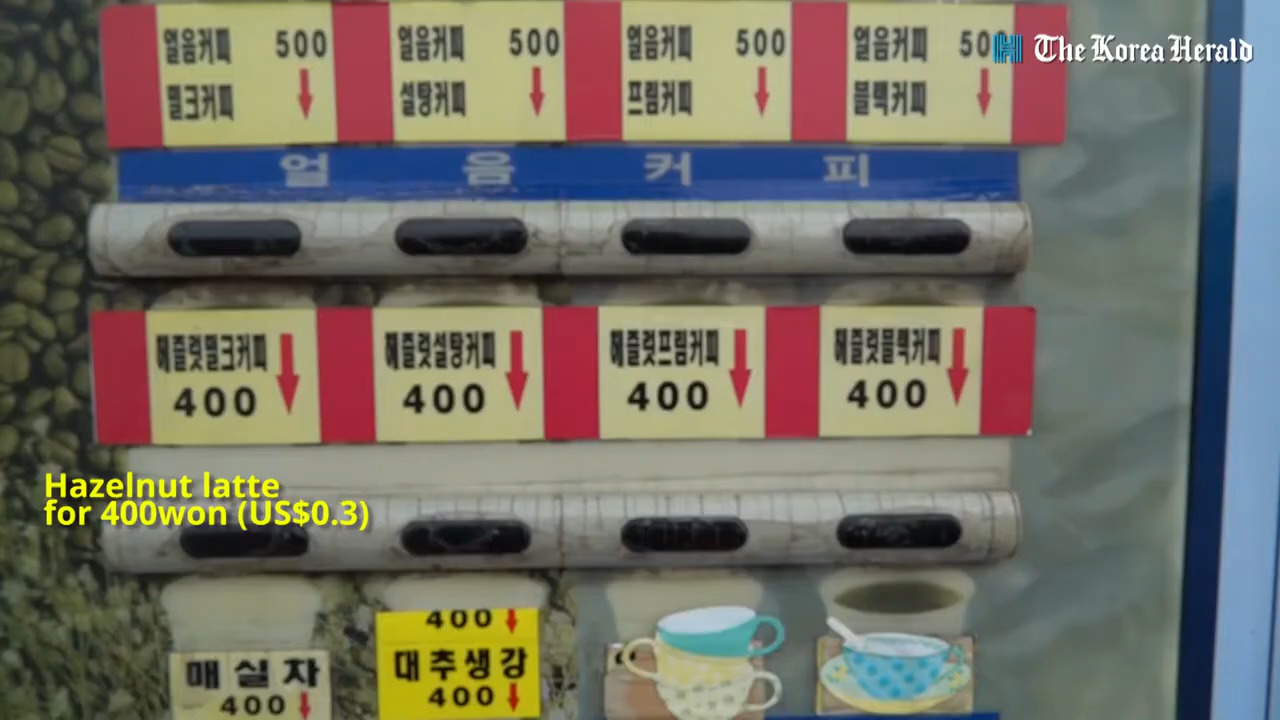 얼음커피 500
밀크커피
얼음커피 500
설탕커피
얼음커피 500
프림커피
얼음커피 50
블랙커피
The Korea Herald
얼음커피
헤즐럿밀크커피
400
헤즐럿설탕커피
400
헤즐럿프림커피
400
헤즐럿블랙커피
400
Hazelnut latte
for 400won (US$0.3)
매실차
400
400
대추생강
400